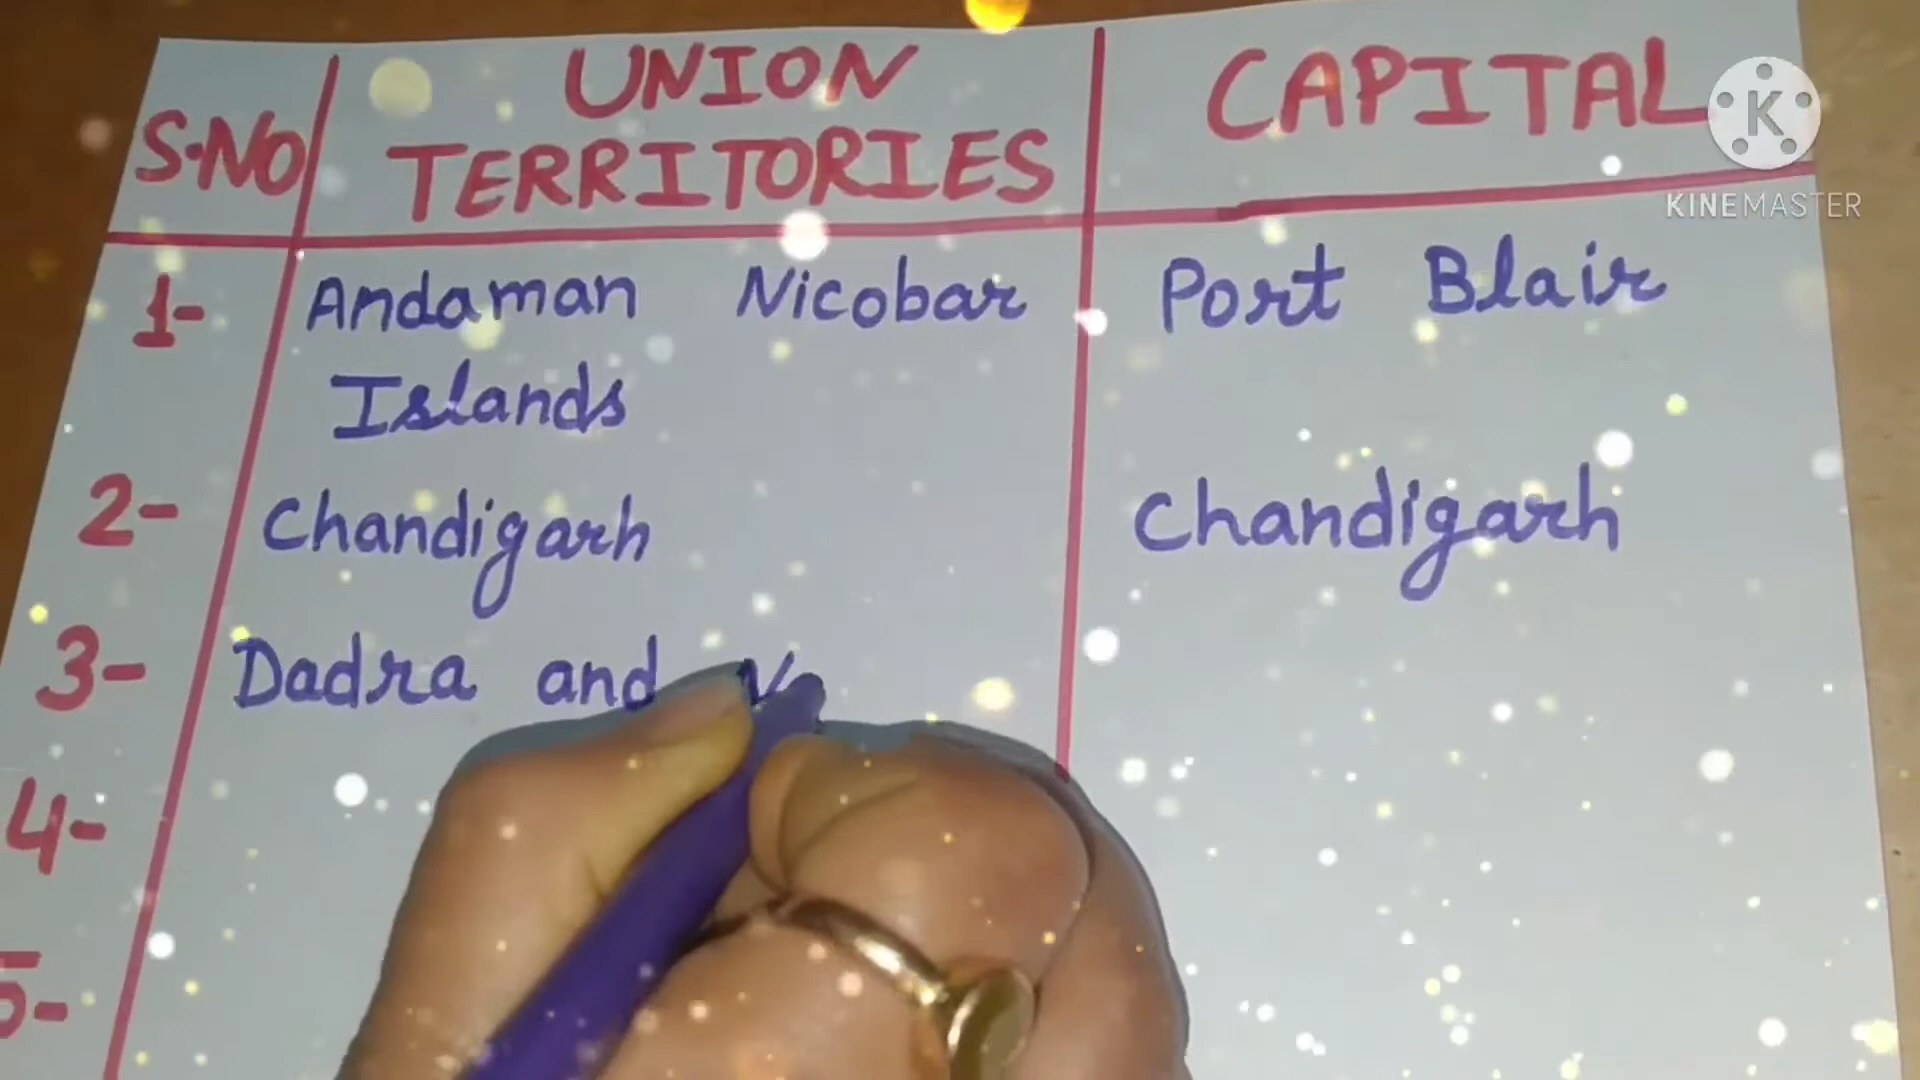 S.NO UNION TERRITORIES CAPITAL
1- Andaman Nicobar Islands Port Blair
2- Chandigarh Chandigarh
3- Dadra and
4-
5-
K
KINEMASTER